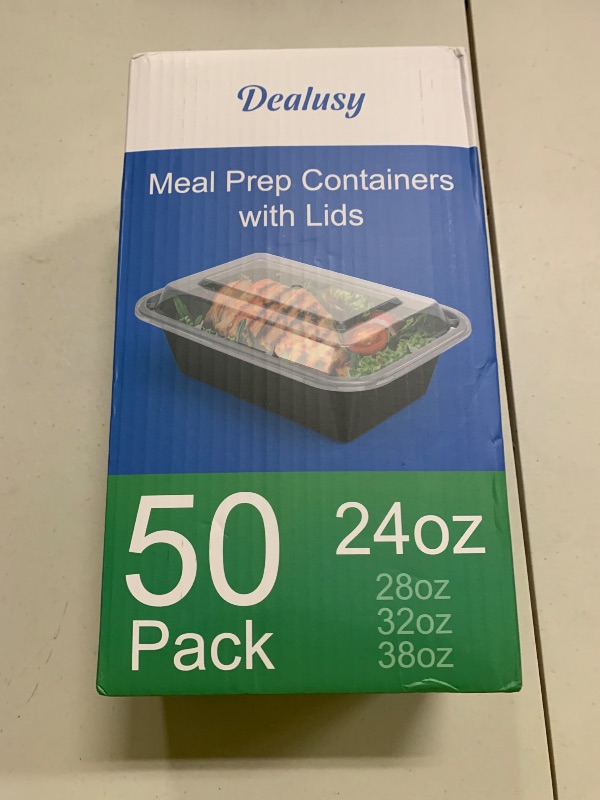 Dealusy
Meal Prep Containers
with Lids
50
Pack
24oz
28oz
32oz
38oz